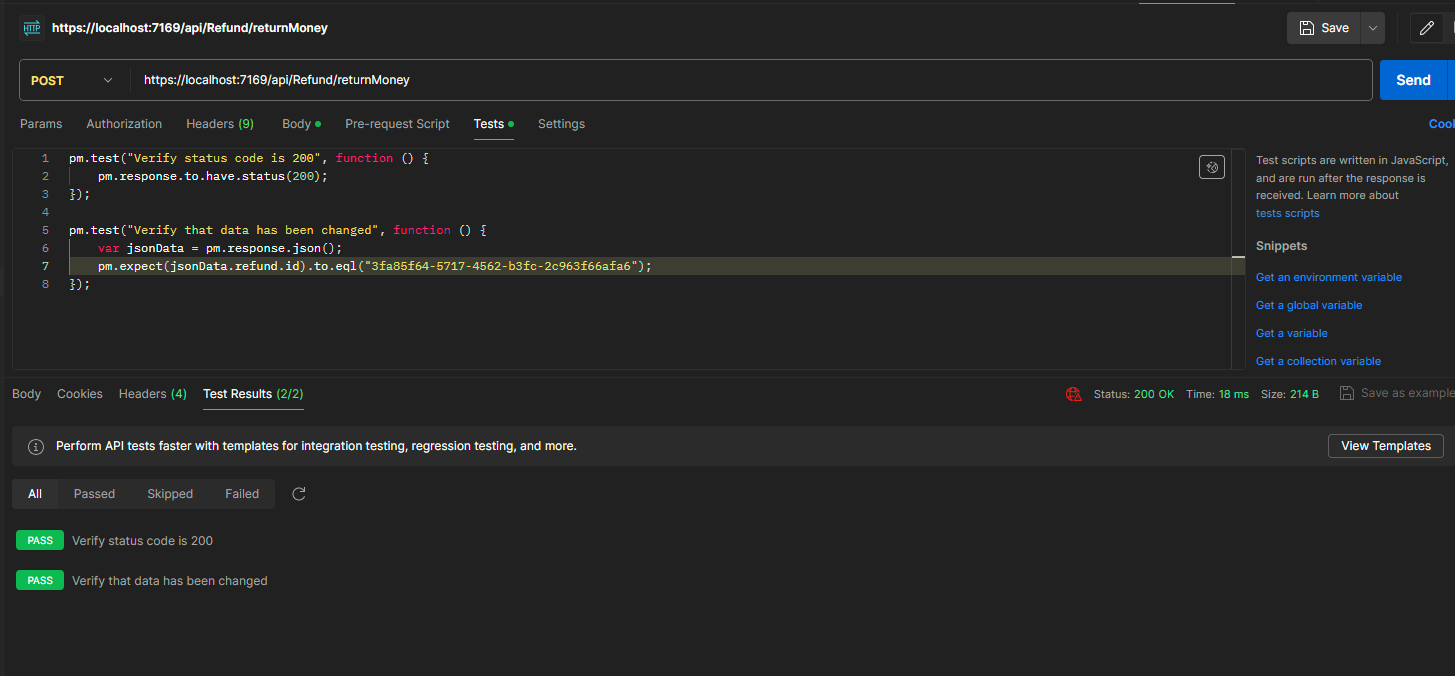 HTTP https://localhost:7169/api/Refund/returnMoney Save
POST https://localhost:7169/api/Refund/returnMoney Send
Params Authorization Headers (9) Body Pre-request Script Tests Settings Cool
1 pm.test("Verify status code is 200", function () {
2 pm.response.to.have.status(200);
3 });
4
5 pm.test("Verify that data has been changed", function () {
6 var jsonData = pm.response.json();
7 pm.expect(jsonData.refund.id).to.eql("3fa85f64-5717-4562-b3fc-2c963f66afa6");
8 });
Test scripts are written in JavaScript,
and are run after the response is
received. Learn more about
tests scripts
Snippets
Get an environment variable
Get a global variable
Get a variable
Get a collection variable
Body Cookies Headers (4) Test Results (2/2) Status: 200 OK Time: 18 ms Size: 214 B Save as example
Perform API tests faster with templates for integration testing, regression testing, and more. View Templates
All Passed Skipped Failed
PASS Verify status code is 200
PASS Verify that data has been changed